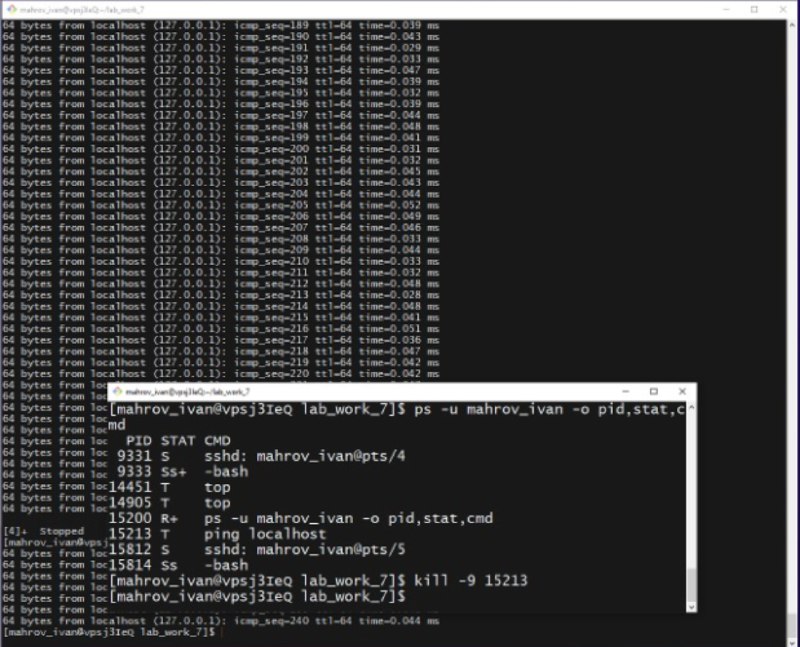 mahrov_ivan@vpsj3IeQ:~/lab_work_7
64 bytes from localhost (127.0.0.1): icmp_seq=189 ttl=64 time=0.039 ms
64 bytes from localhost (127.0.0.1): icmp_seq=190 ttl=64 time=0.043 ms
64 bytes from localhost (127.0.0.1): icmp_seq=191 ttl=64 time=0.029 ms
64 bytes from localhost (127.0.0.1): icmp_seq=192 ttl=64 time=0.033 ms
64 bytes from localhost (127.0.0.1): icmp_seq=193 ttl=64 time=0.047 ms
64 bytes from localhost (127.0.0.1): icmp_seq=194 ttl=64 time=0.039 ms
64 bytes from localhost (127.0.0.1): icmp_seq=195 ttl=64 time=0.032 ms
64 bytes from localhost (127.0.0.1): icmp_seq=196 ttl=64 time=0.039 ms
64 bytes from localhost (127.0.0.1): icmp_seq=197 ttl=64 time=0.044 ms
64 bytes from localhost (127.0.0.1): icmp_seq=198 ttl=64 time=0.048 ms
64 bytes from localhost (127.0.0.1): icmp_seq=199 ttl=64 time=0.041 ms
64 bytes from localhost (127.0.0.1): icmp_seq=200 ttl=64 time=0.031 ms
64 bytes from localhost (127.0.0.1): icmp_seq=201 ttl=64 time=0.032 ms
64 bytes from localhost (127.0.0.1): icmp_seq=202 ttl=64 time=0.045 ms
64 bytes from localhost (127.0.0.1): icmp_seq=203 ttl=64 time=0.043 ms
64 bytes from localhost (127.0.0.1): icmp_seq=204 ttl=64 time=0.044 ms
64 bytes from localhost (127.0.0.1): icmp_seq=205 ttl=64 time=0.052 ms
64 bytes from localhost (127.0.0.1): icmp_seq=206 ttl=64 time=0.049 ms
64 bytes from localhost (127.0.0.1): icmp_seq=207 ttl=64 time=0.046 ms
64 bytes from localhost (127.0.0.1): icmp_seq=208 ttl=64 time=0.033 ms
64 bytes from localhost (127.0.0.1): icmp_seq=209 ttl=64 time=0.044 ms
64 bytes from localhost (127.0.0.1): icmp_seq=210 ttl=64 time=0.033 ms
64 bytes from localhost (127.0.0.1): icmp_seq=211 ttl=64 time=0.032 ms
64 bytes from localhost (127.0.0.1): icmp_seq=212 ttl=64 time=0.048 ms
64 bytes from localhost (127.0.0.1): icmp_seq=213 ttl=64 time=0.028 ms
64 bytes from localhost (127.0.0.1): icmp_seq=214 ttl=64 time=0.048 ms
64 bytes from localhost (127.0.0.1): icmp_seq=215 ttl=64 time=0.041 ms
64 bytes from localhost (127.0.0.1): icmp_seq=216 ttl=64 time=0.051 ms
64 bytes from localhost (127.0.0.1): icmp_seq=217 ttl=64 time=0.036 ms
64 bytes from localhost (127.0.0.1): icmp_seq=218 ttl=64 time=0.047 ms
64 bytes from localhost (127.0.0.1): icmp_seq=219 ttl=64 time=0.042 ms
64 bytes from localhost (127.0.0.1): icmp_seq=220 ttl=64 time=0.042 ms
64 bytes from loc
64 bytes from loc
64 bytes from loc
64 bytes from loc
64 bytes from loc
64 bytes from loc
64 bytes from loc
64 bytes from loc
64 bytes from loc
64 bytes from loc
64 bytes from loc
64 bytes from loc
[4]+ Stopped
[mahrov_ivan@vpsj
64 bytes from loc
64 bytes from loc
64 bytes from loc
64 bytes from loc
64 bytes from loc
64 bytes from localhost (127.0.0.1): icmp_seq=240 ttl=64 time=0.044 ms
[mahrov_ivan@vpsj3IeQ lab_work_7]$
mahrov_ivan@vpsj3IeQ:~/lab_work_7
[mahrov_ivan@vpsj3IeQ lab_work_7]$ ps -u mahrov_ivan -o pid,stat,c
md
PID STAT CMD
9331 S sshd: mahrov_ivan@pts/4
9333 Ss+ -bash
14451 T top
14905 T top
15200 R+ ps -u mahrov_ivan -o pid,stat,cmd
15213 T ping localhost
15812 S sshd: mahrov_ivan@pts/5
15814 Ss -bash
[mahrov_ivan@vpsj3IeQ lab_work_7]$ kill -9 15213
[mahrov_ivan@vpsj3IeQ lab_work_7]$